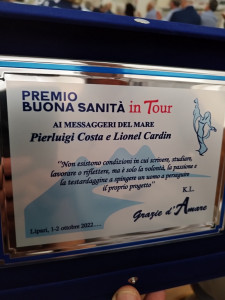 PREMIO
BUONA SANITÀ in Tour
AI MESSAGGERI DEL MARE
Pierluigi Costa e Lionel Cardin
"Non esistono condizioni in cui scrivere, studiare,
lavorare o riflettere, ma è solo la volontà, la passione e
la testardaggine a spingere un uomo a perseguire
il proprio progetto"
K.L.
Grazie d'Amare
Lipari, 1-2 ottobre 2022